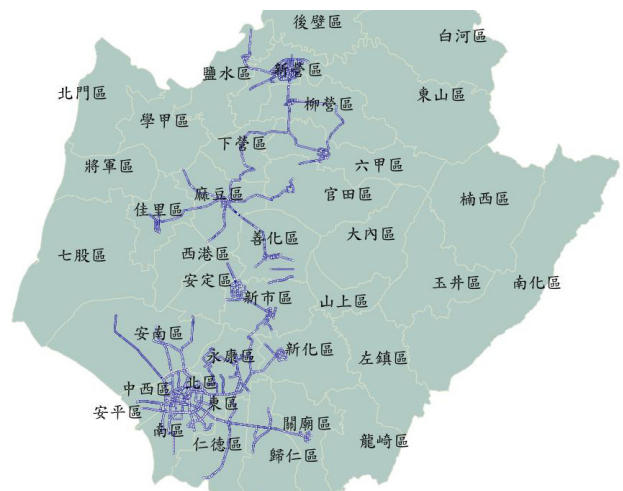 後壁區
白河區
新營區
鹽水區
北門區
東山區
柳營區
學甲區
下營區
將軍區
六甲區
麻豆區
官田區
楠西區
佳里區
大內區
善化區
七股區
西港區
安定區
玉井區
南化區
新市區
山上區
安南區
永康區
新化區
左鎮區
北區
中西區
東區
安平區
關廟區
南區
仁德區
龍崎區
歸仁區